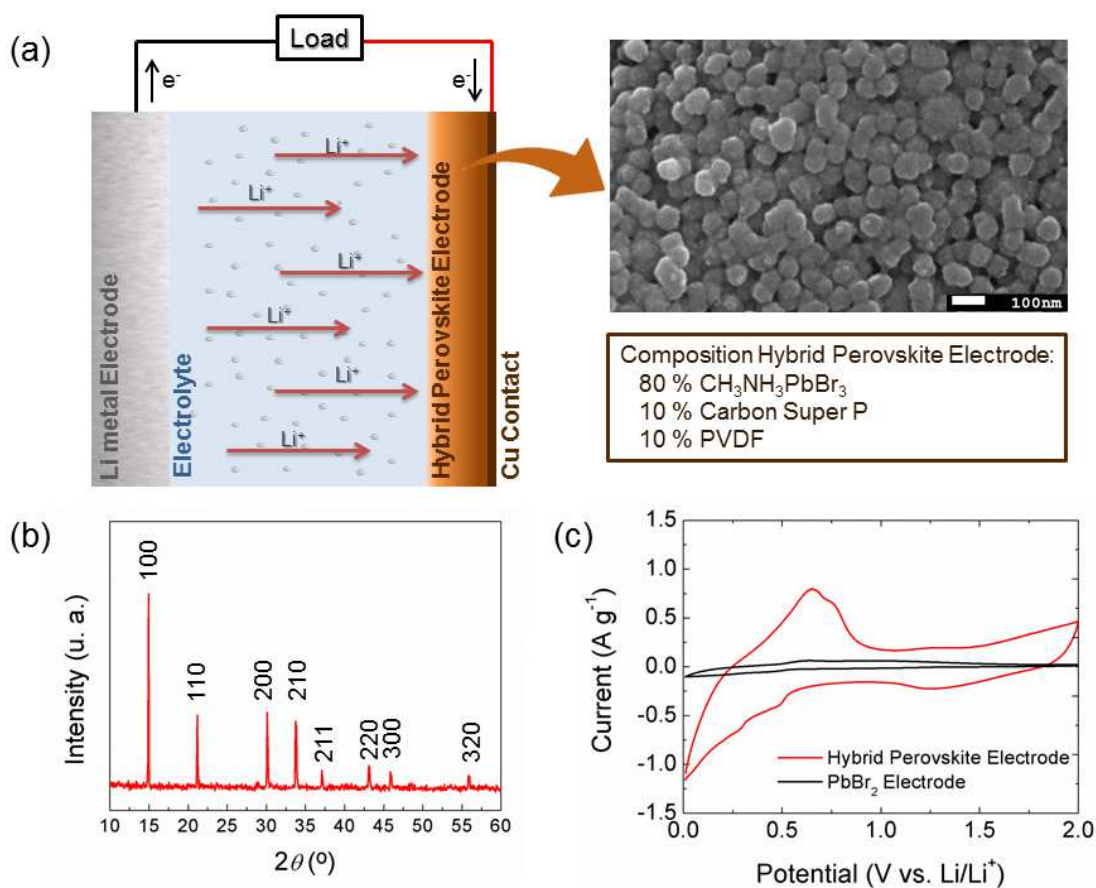 (a)
Load
e⁻
e⁻
Li metal Electrode
Electrolyte
Li⁺
Li⁺
Li⁺
Li⁺
Li⁺
Li⁺
Hybrid Perovskite Electrode
Cu Contact
100nm
Composition Hybrid Perovskite Electrode:
80 % CH₃NH₃PbBr₃
10 % Carbon Super P
10 % PVDF
(b)
Intensity (u. a.)
100
110
200
210
211
220
300
320
10 15 20 25 30 35 40 45 50 55 60
2θ (º)
(c)
Current (A g⁻¹)
1.5
1.0
0.5
0.0
-0.5
-1.0
-1.5
Hybrid Perovskite Electrode
PbBr₂ Electrode
0.0 0.5 1.0 1.5 2.0
Potential (V vs. Li/Li⁺)